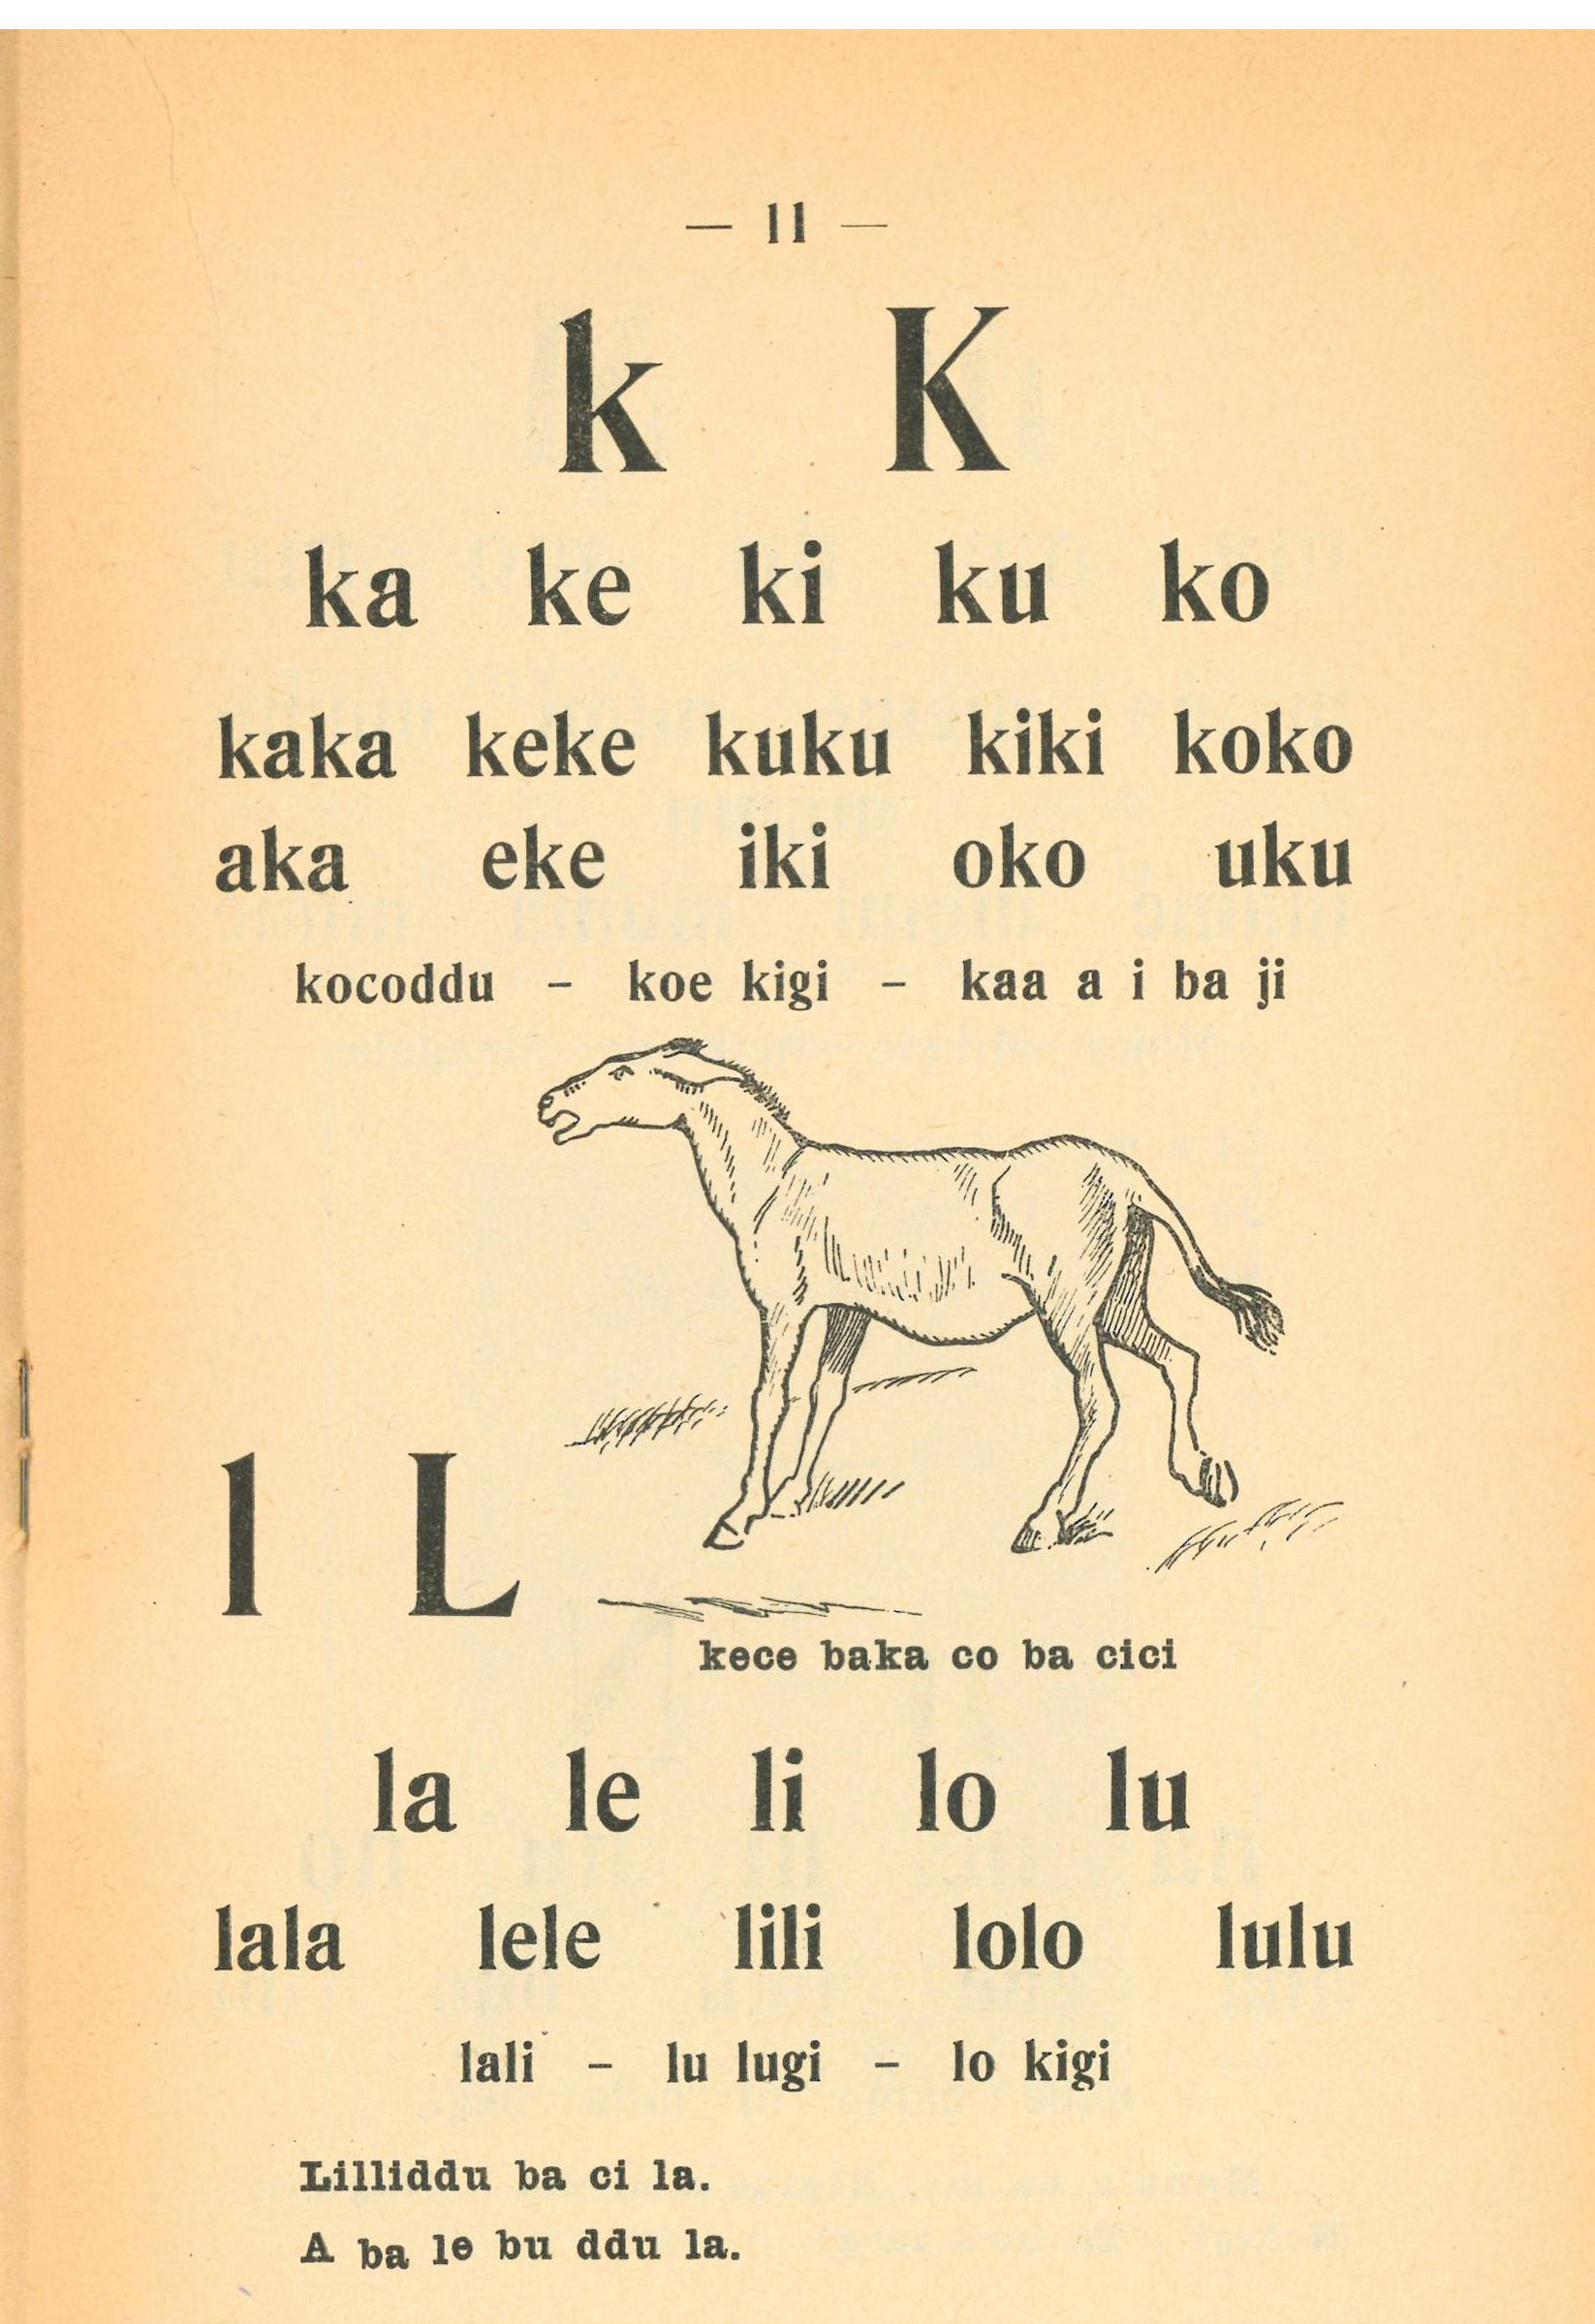 — 11 —
k K
ka ke ki ku ko
kaka keke kuku kiki koko
aka eke iki oko uku
kocoddu – koe kigi – kaa a i ba ji
l L
kece baka co ba cici
la le li lo lu
lala lele lili lolo lulu
lali – lu lugi – lo kigi
Lilliddu ba ci la.
A ba le bu ddu la.